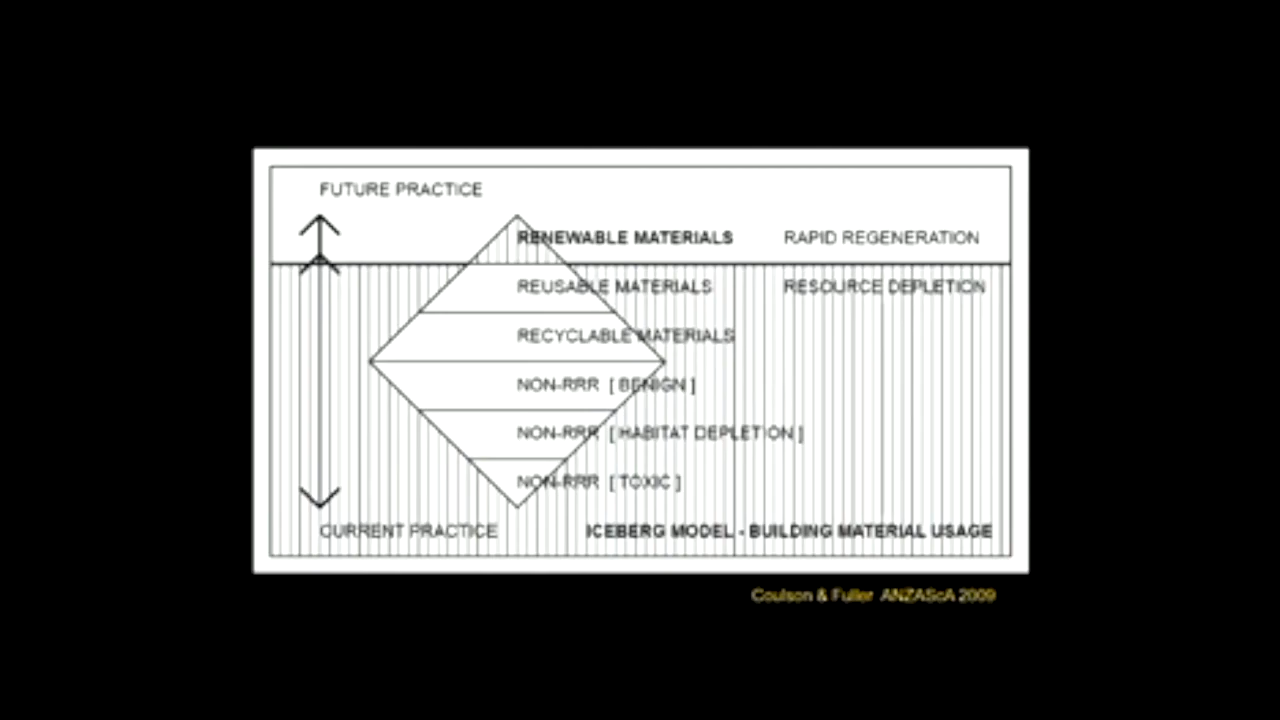 FUTURE PRACTICE
RENEWABLE MATERIALS RAPID REGENERATION
REUSABLE MATERIALS RESOURCE DEPLETION
RECYCLABLE MATERIALS
NON-RRR [ BENIGN ]
NON-RRR [ HABITAT DEPLETION ]
NON-RRR [ TOXIC ]
CURRENT PRACTICE ICEBERG MODEL - BUILDING MATERIAL USAGE
Coulson & Fuller ANZAScA 2009